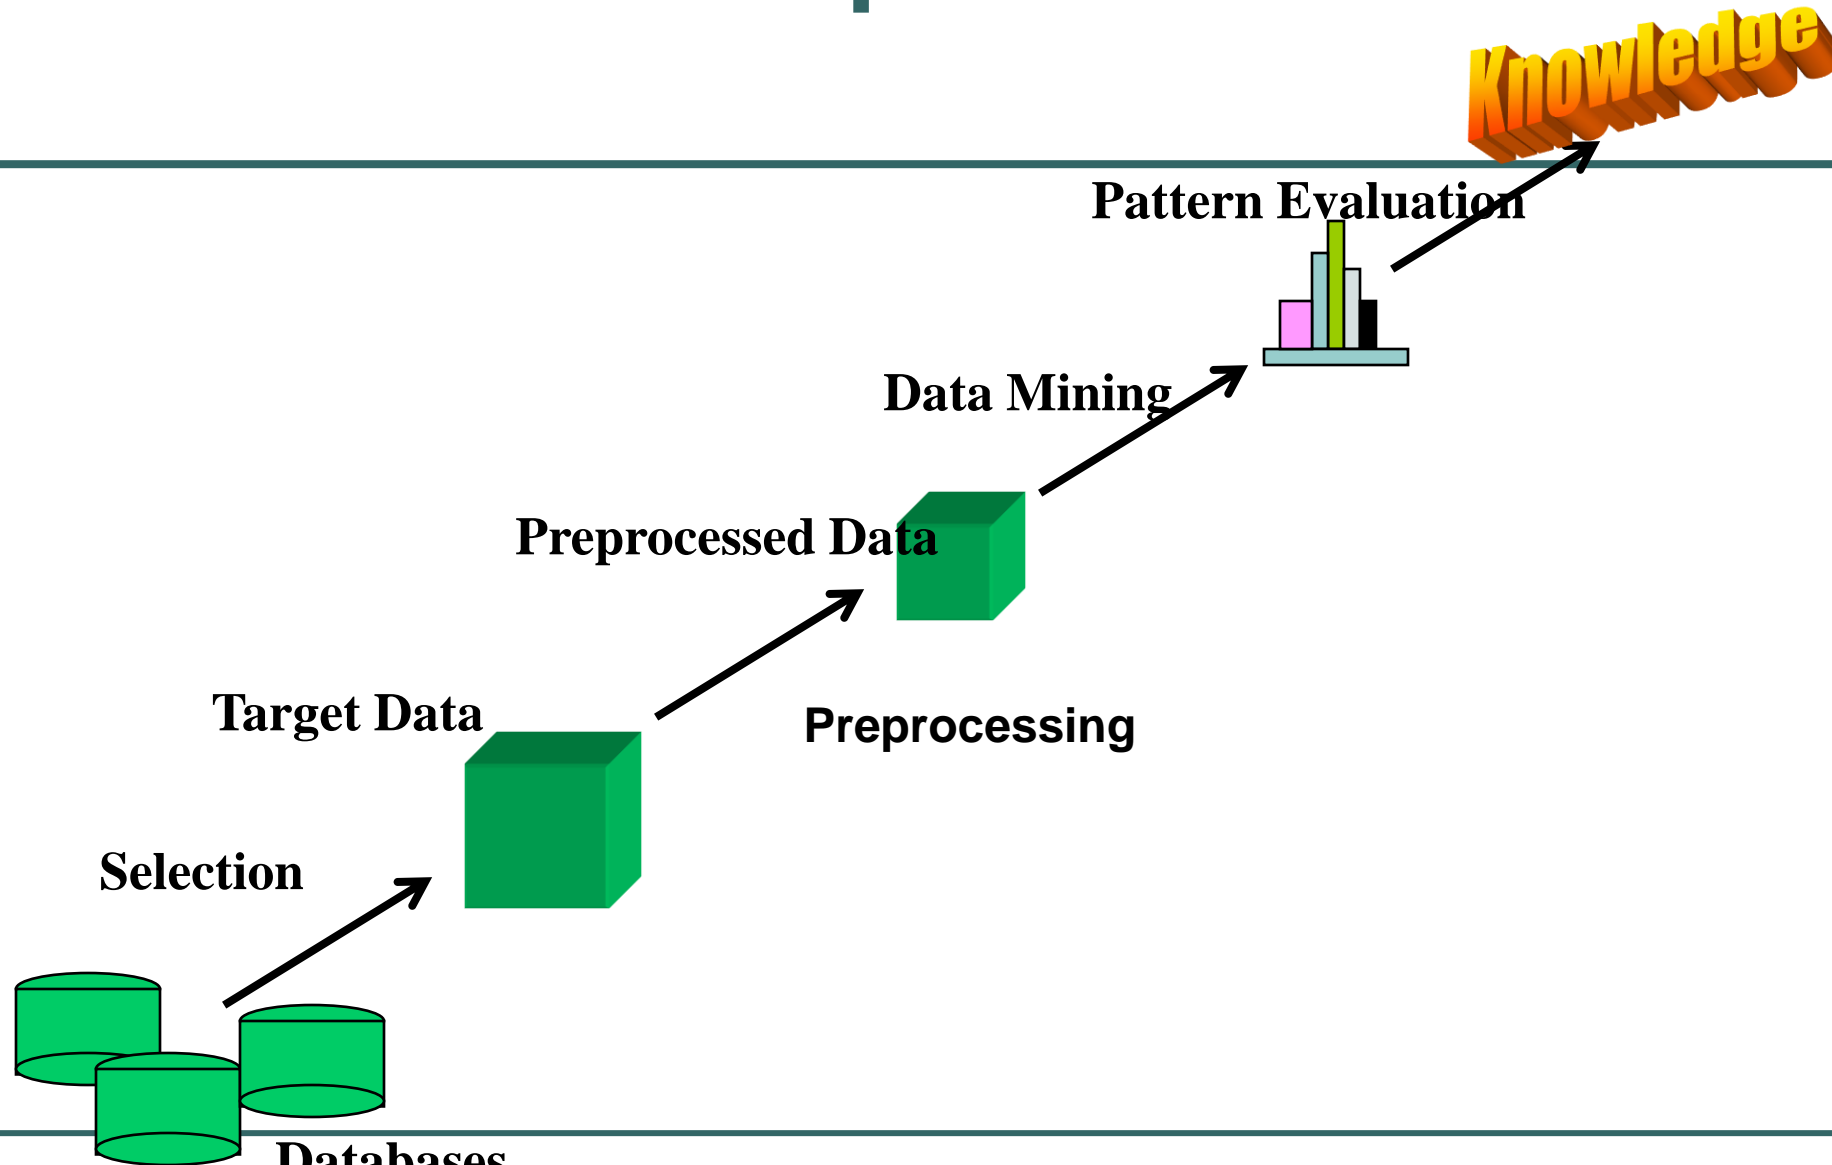 Knowledge
Pattern Evaluation
Data Mining
Preprocessed Data
Target Data
Preprocessing
Selection
Databases